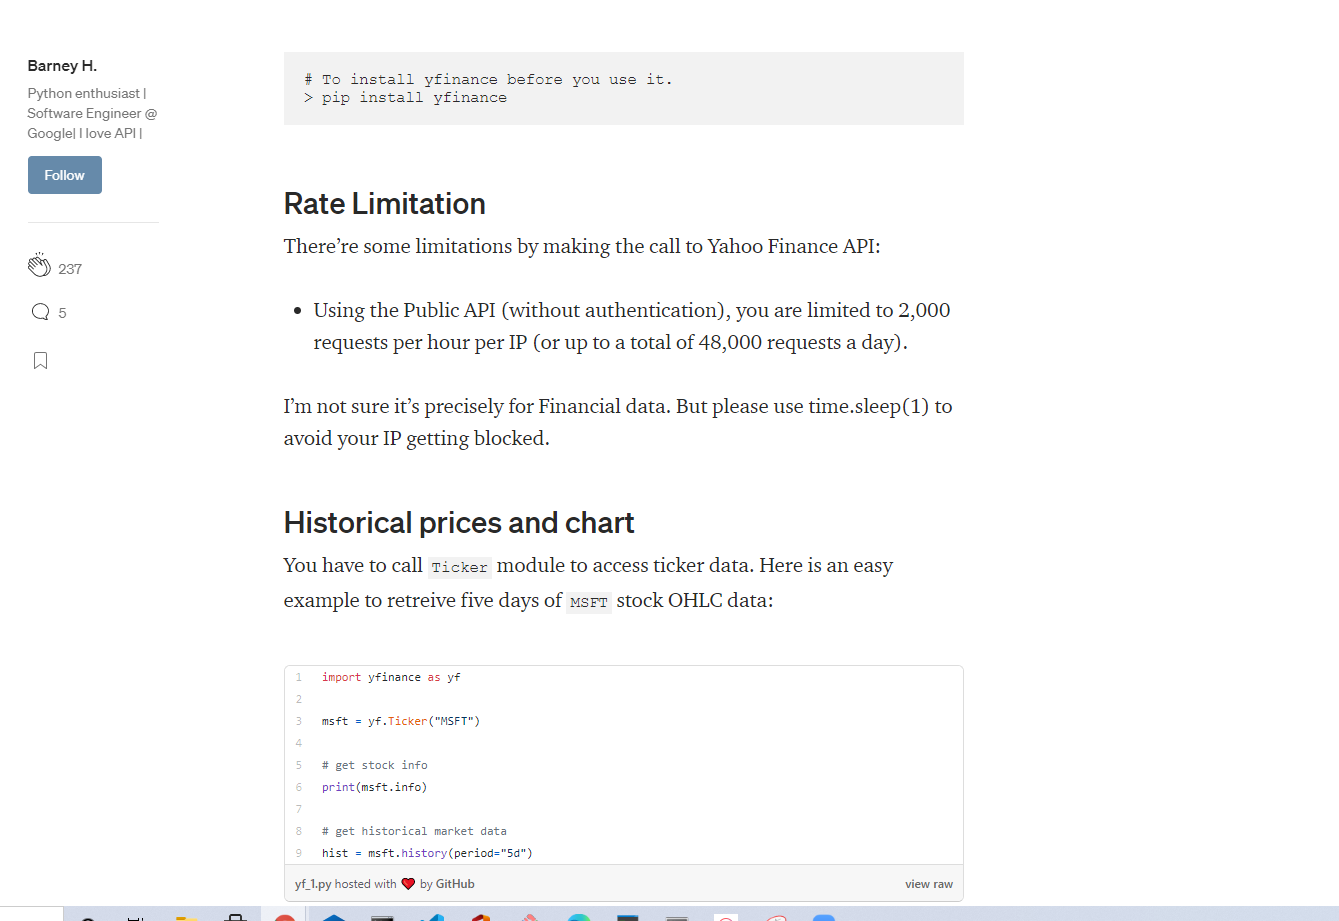 Barney H.
Python enthusiast |
Software Engineer @
Google| I love API |
Follow
237
5
# To install yfinance before you use it.
> pip install yfinance
Rate Limitation
There’re some limitations by making the call to Yahoo Finance API:
• Using the Public API (without authentication), you are limited to 2,000
requests per hour per IP (or up to a total of 48,000 requests a day).
I’m not sure it’s precisely for Financial data. But please use time.sleep(1) to
avoid your IP getting blocked.
Historical prices and chart
You have to call Ticker module to access ticker data. Here is an easy
example to retreive five days of MSFT stock OHLC data:
1 import yfinance as yf
2
3 msft = yf.Ticker("MSFT")
4
5 # get stock info
6 print(msft.info)
7
8 # get historical market data
9 hist = msft.history(period="5d")
yf_1.py hosted with ❤ by GitHub view raw